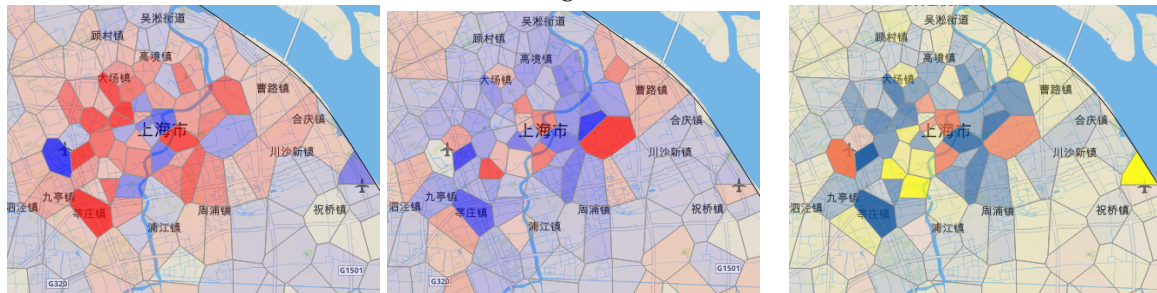 吴淞街道
顾村镇
高境镇
大场镇
曹路镇
合庆镇
上海市
川沙新镇
九亭镇
泗泾镇
莘庄镇
周浦镇
祝桥镇
浦江镇
G1501
G320
吴淞街道
顾村镇
高境镇
大场镇
曹路镇
合庆镇
上海市
川沙新镇
九亭镇
泗泾镇
莘庄镇
周浦镇
祝桥镇
浦江镇
G1501
G320
吴淞街道
顾村镇
高境镇
大场镇
曹路镇
合庆镇
上海市
川沙新镇
九亭镇
泗泾镇
莘庄镇
周浦镇
祝桥镇
浦江镇